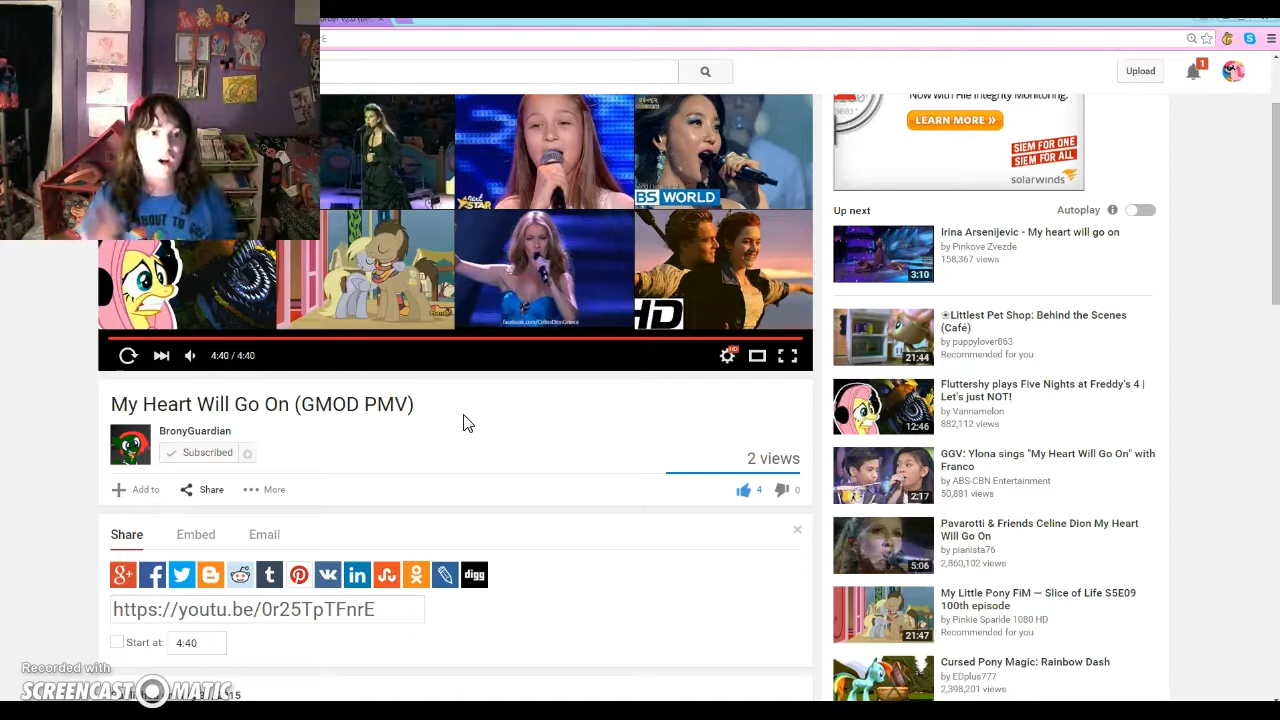 E
Upload
1
Now with File Integrity Monitoring.
LEARN MORE »
SIEM FOR ONE
SIEM FOR ALL
solarwinds
ABOUT TO
STAR
BS WORLD
HD
facebook.com/CelineDionGreece
4:40 / 4:40
HD
Up next
Autoplay
Irina Arsenijevic - My heart will go on
by Pinkove Zvezde
158,367 views
3:10
☀Littlest Pet Shop: Behind the Scenes
(Café)
by puppylover863
Recommended for you
21:44
Fluttershy plays Five Nights at Freddy's 4 |
Let's just NOT!
by Vannamelon
882,112 views
12:46
GGV: Ylona sings "My Heart Will Go On" with
Franco
by ABS-CBN Entertainment
50,881 views
2:17
Pavarotti & Friends Celine Dion My Heart
Will Go On
by pianista76
2,860,102 views
5:06
My Little Pony FiM — Slice of Life S5E09
100th episode
by Pinkie Sparkle 1080 HD
Recommended for you
21:47
Cursed Pony Magic: Rainbow Dash
by EDplus777
2,398,201 views
My Heart Will Go On (GMOD PMV)
BronyGuardian
Subscribed
2 views
Add to
Share
More
4
0
Share
Embed
Email
digg
https://youtu.be/0r25TpTFnrE
Start at:
4:40
Recorded with
SCREENCAST-O-MATIC
2015